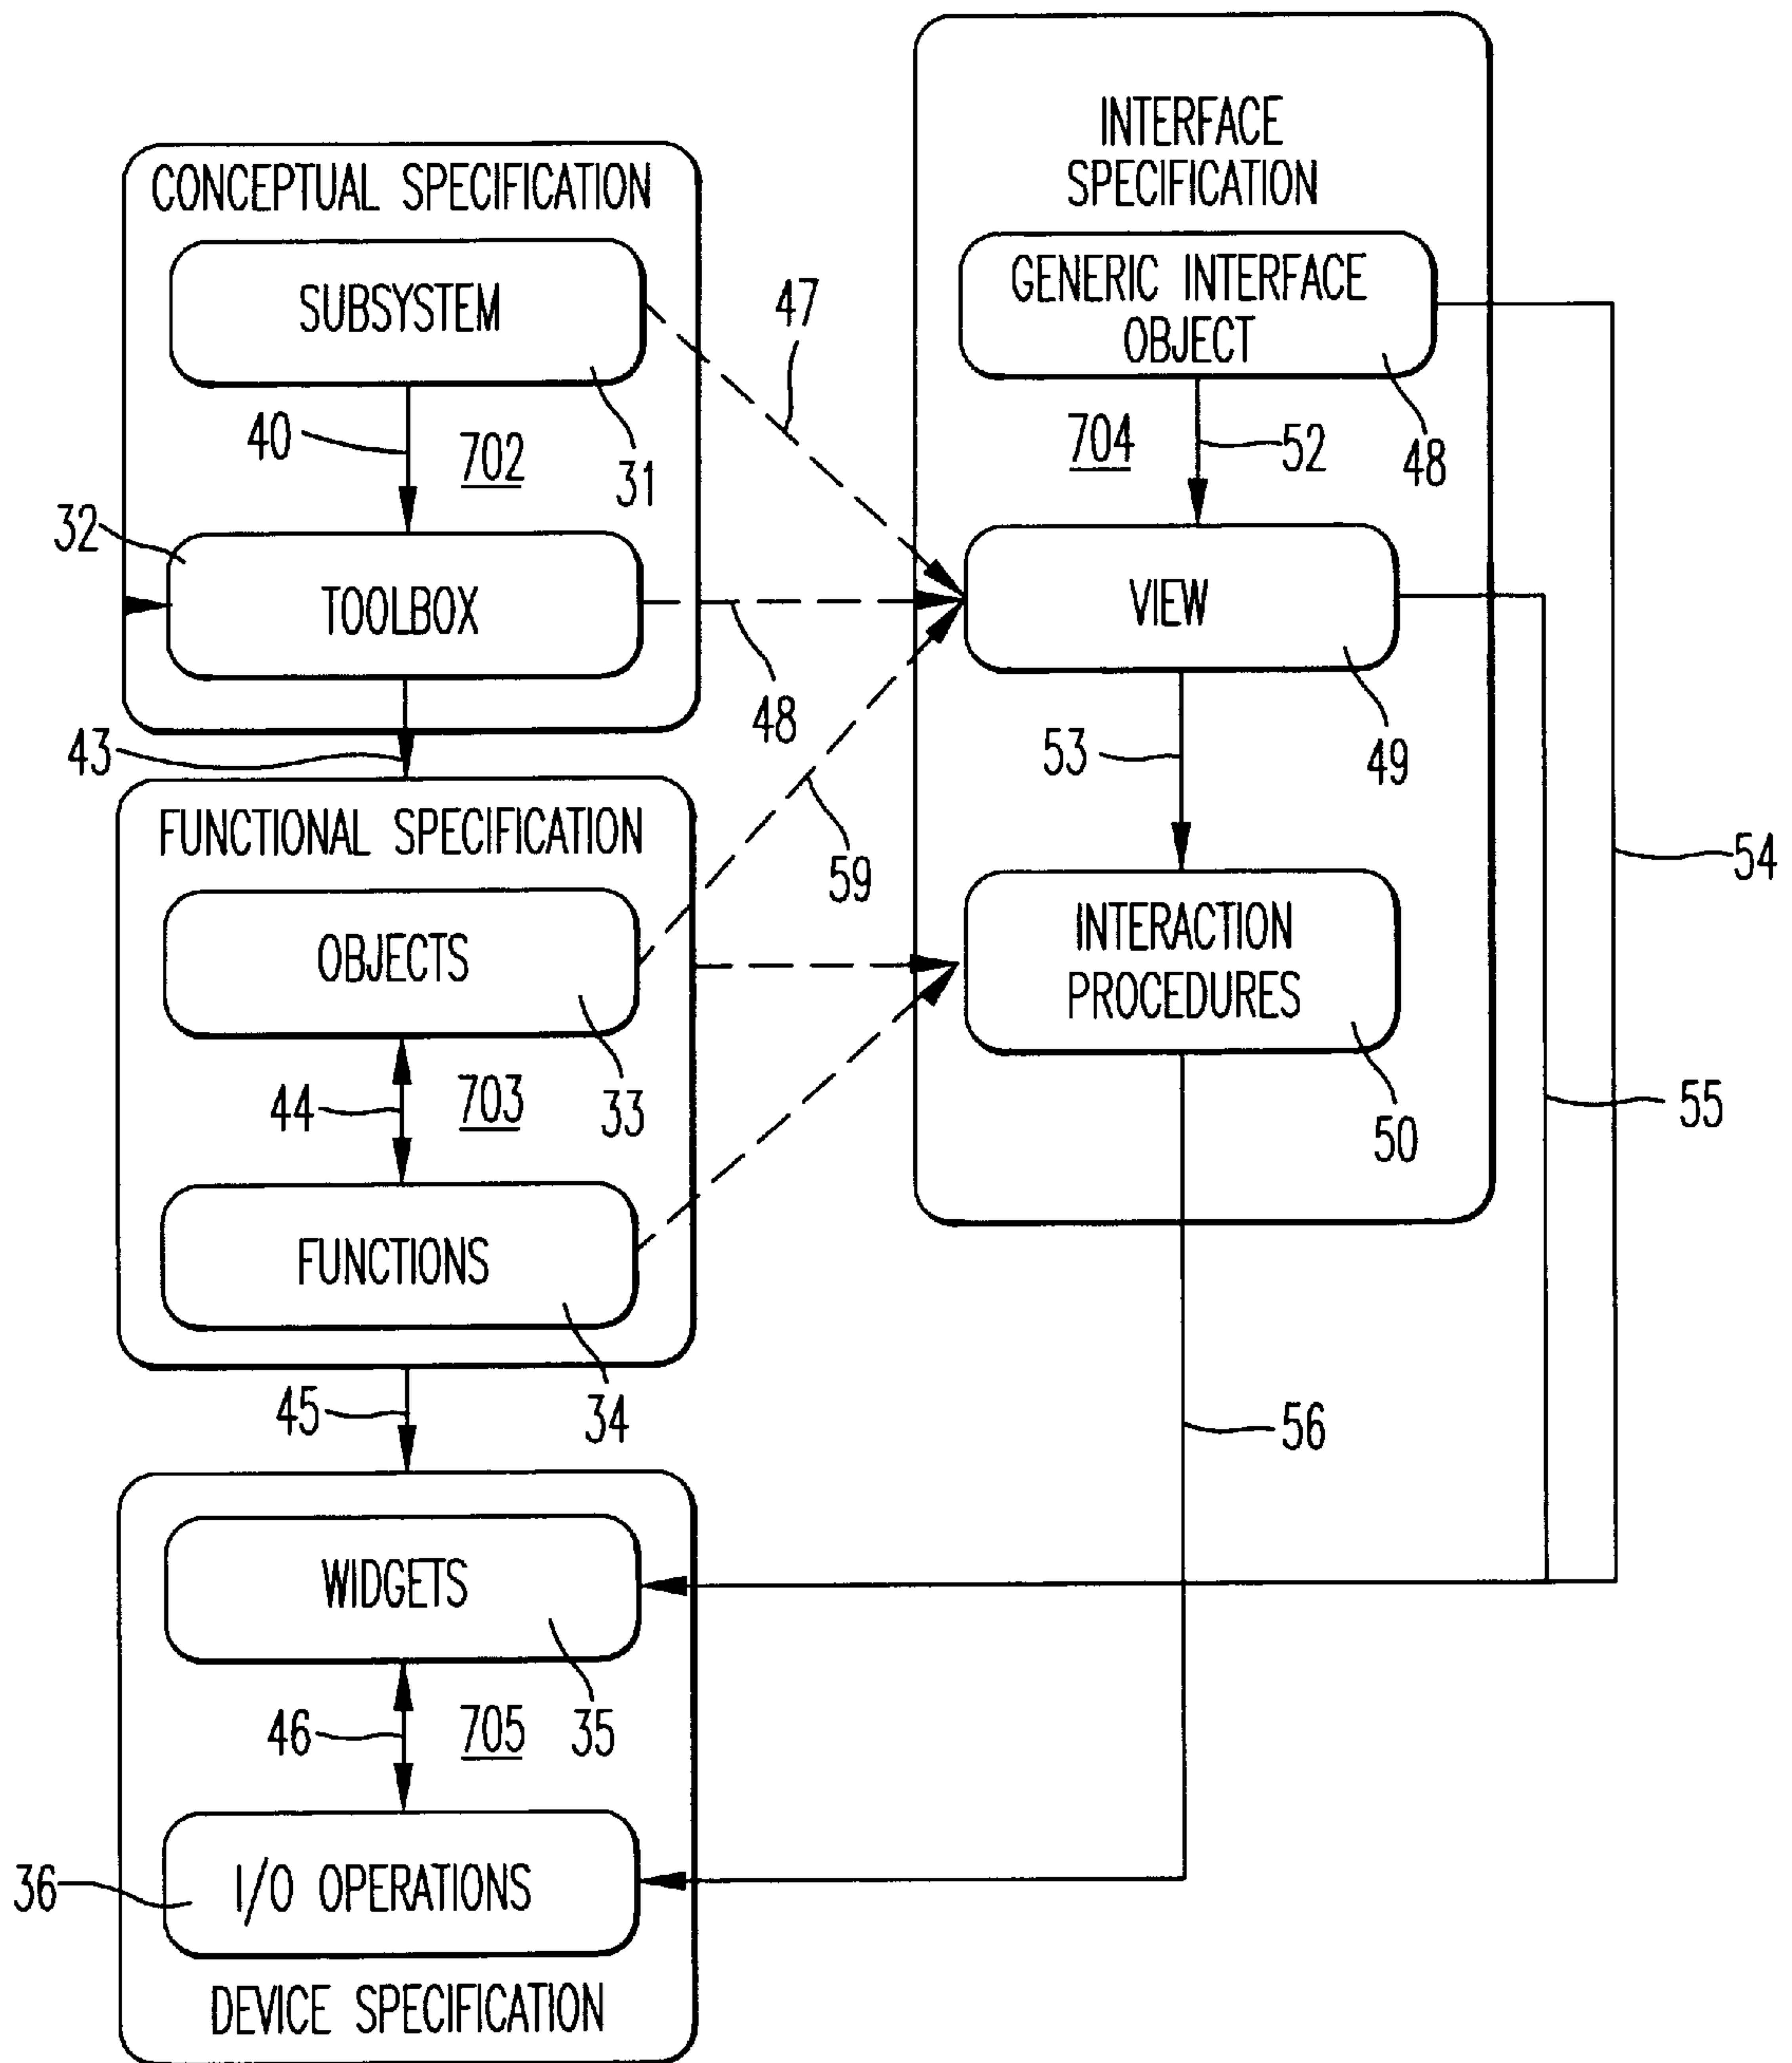 INTERFACE
SPECIFICATION
CONCEPTUAL SPECIFICATION
SUBSYSTEM
GENERIC INTERFACE
OBJECT
47
40
702
31
704
52
48
32
TOOLBOX
VIEW
48
43
53
49
FUNCTIONAL SPECIFICATION
59
54
OBJECTS
INTERACTION
PROCEDURES
44
703
33
50
55
FUNCTIONS
45
34
56
WIDGETS
46
705
35
36
I/O OPERATIONS
DEVICE SPECIFICATION